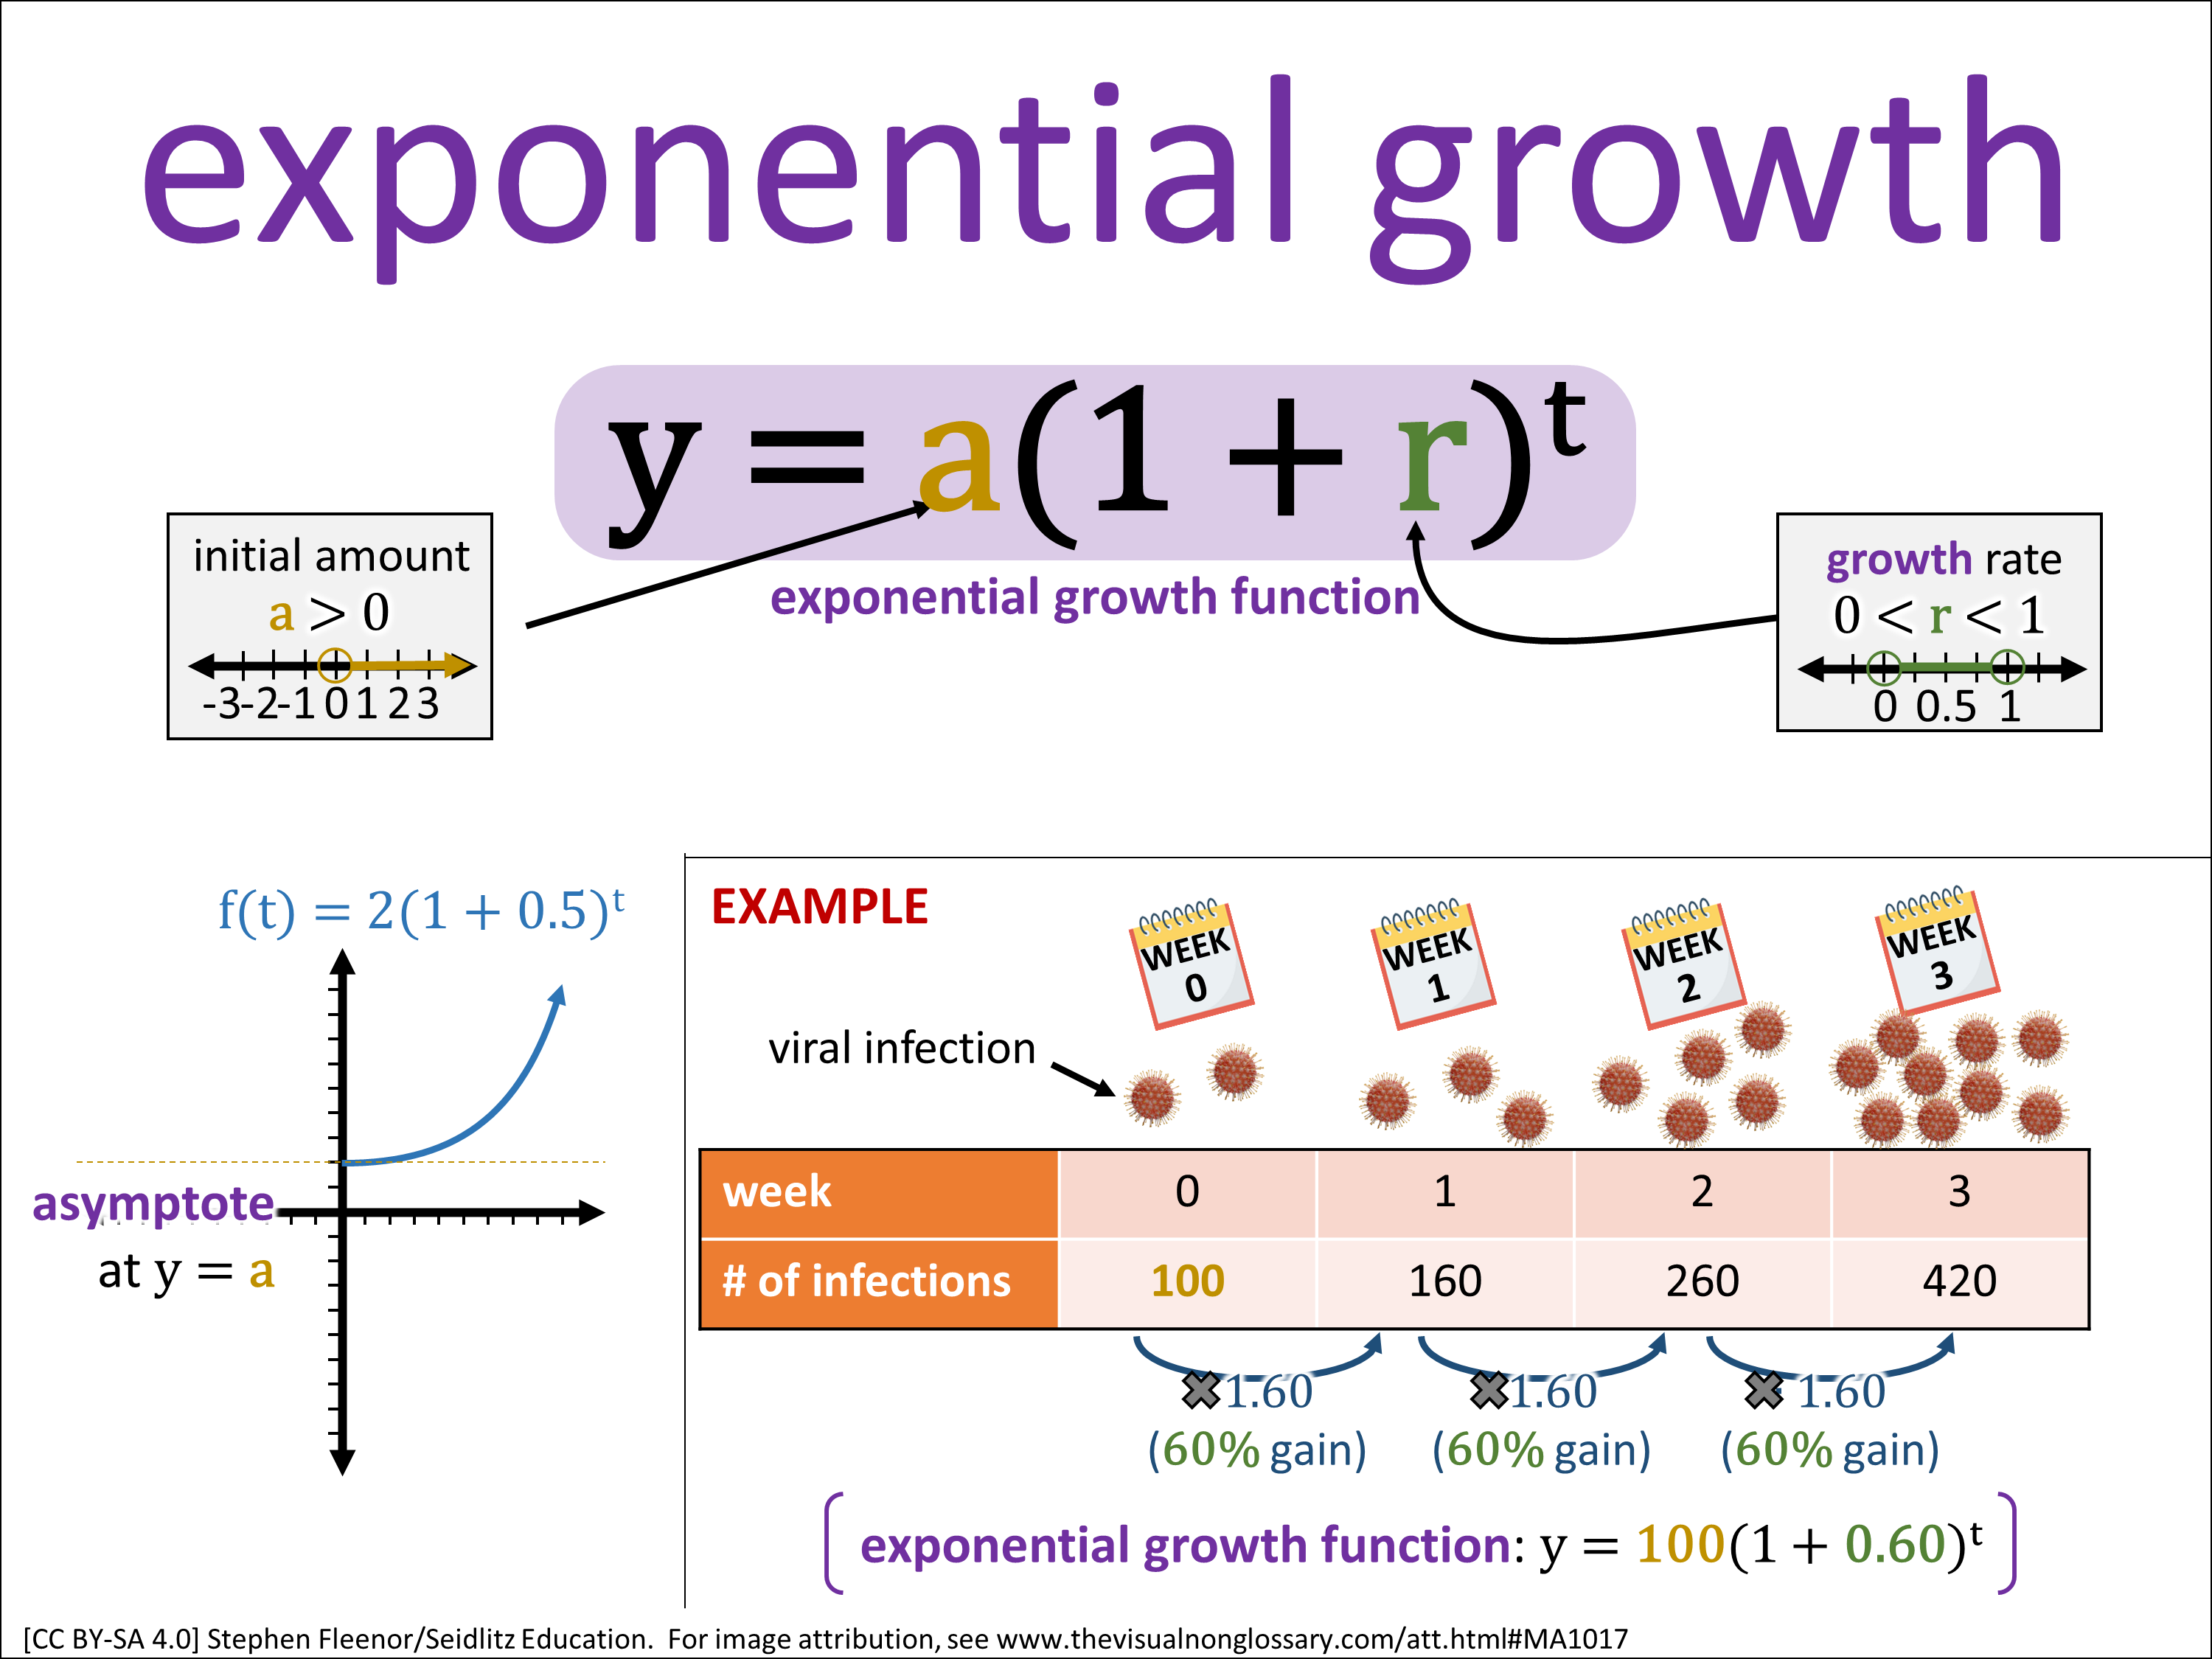 exponential growth
y = a(1 + r)ᵗ
exponential growth function
initial amount
a > 0
-3 -2 -1 0 1 2 3
growth rate
0 < r < 1
0 0.5 1
f(t) = 2(1 + 0.5)ᵗ
asymptote
at y = a
EXAMPLE
WEEK 0
WEEK 1
WEEK 2
WEEK 3
viral infection
week 0 1 2 3
# of infections 100 160 260 420
✖1.60 ✖1.60 ✖1.60
(60% gain) (60% gain) (60% gain)
exponential growth function: y = 100(1 + 0.60)ᵗ
[CC BY-SA 4.0] Stephen Fleenor/Seidlitz Education. For image attribution, see www.thevisualnonglossary.com/att.html#MA1017